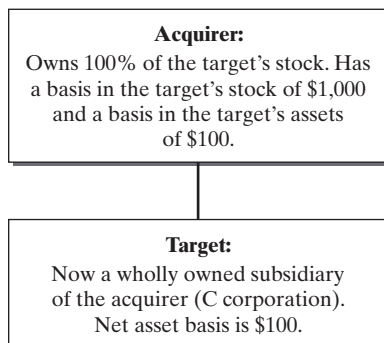 Acquirer:
Owns 100% of the target’s stock. Has
a basis in the target’s stock of $1,000
and a basis in the target’s assets
of $100.
Target:
Now a wholly owned subsidiary
of the acquirer (C corporation).
Net asset basis is $100.